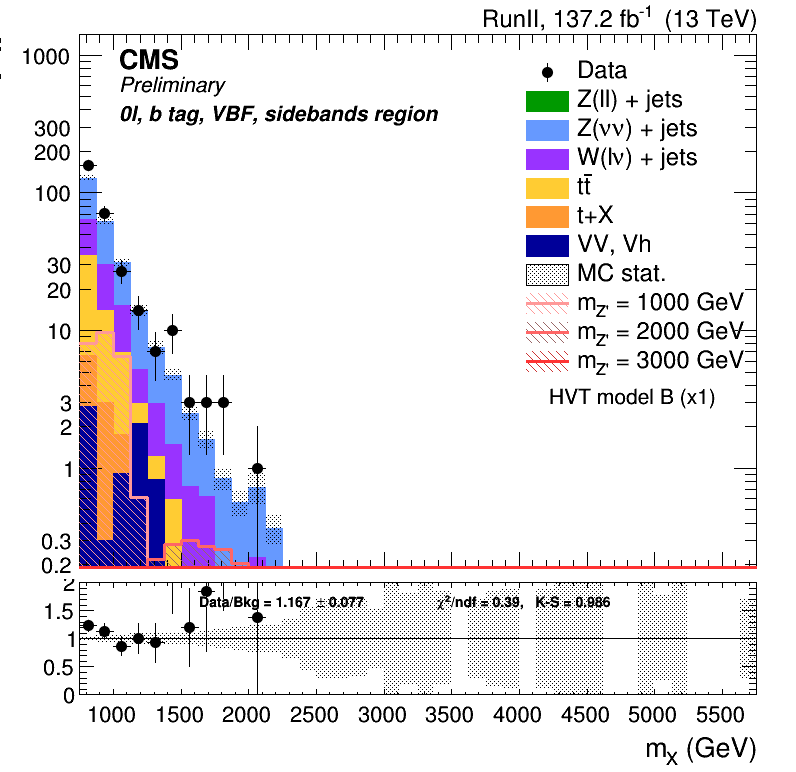 RunII, 137.2 fb⁻¹ (13 TeV)
CMS
Preliminary
0l, b tag, VBF, sidebands region
Data
Z(ll) + jets
Z(νν) + jets
W(lν) + jets
tt̄
t+X
VV, Vh
MC stat.
m_Z' = 1000 GeV
m_Z' = 2000 GeV
m_Z' = 3000 GeV
HVT model B (x1)
1000
300
200
100
30
20
10
3
2
1
0.3
0.2
Data/Bkg = 1.167 ± 0.077 χ²/ndf = 0.39, K-S = 0.986
2
1.5
1
0.5
0
1000 1500 2000 2500 3000 3500 4000 4500 5000 5500
m_X (GeV)